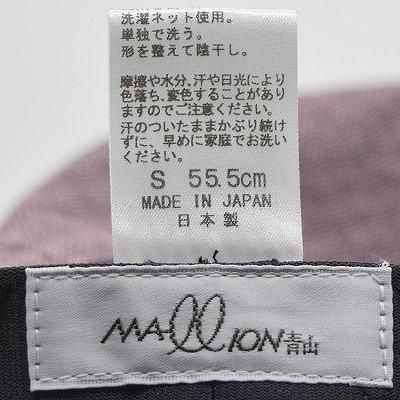 洗濯ネット使用。
単独で洗う。
形を整えて陰干し。
摩擦や水分、汗や日光により
色落ち、変色することがあり
ますのでご注意ください。
汗のついたままかぶり続け
ずに、早めに家庭でお洗い
ください。
S 55.5cm
MADE IN JAPAN
日本製
MALLION青山